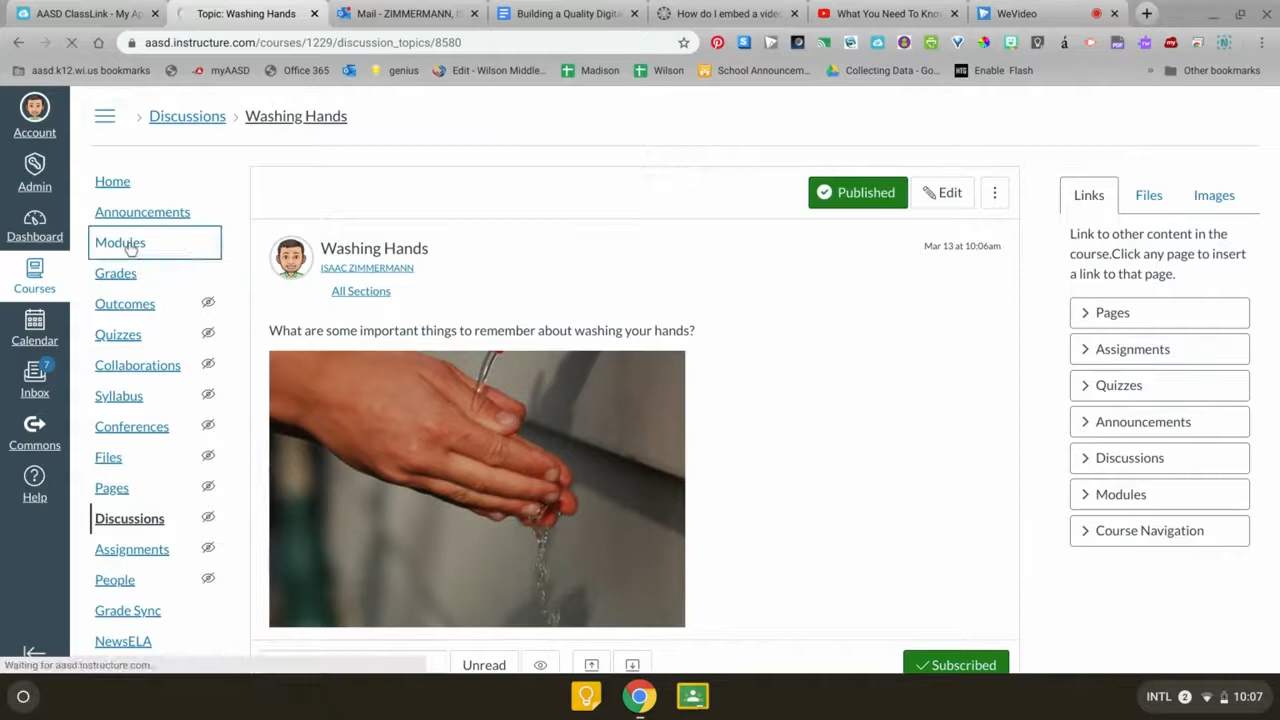 AASD ClassLink - My Ap
Topic: Washing Hands
Mail - ZIMMERMANN, I
Building a Quality Digita
How do I embed a vide
What You Need To Kno
WeVideo
aasd.instructure.com/courses/1229/discussion_topics/8580
aasd.k12.wi.us bookmarks
myAASD
Office 365
genius
Edit - Wilson Middle...
Madison
Wilson
School Announcem...
Collecting Data - Go...
Enable Flash
Other bookmarks
Account
Admin
Dashboard
Courses
Calendar
7
Inbox
Commons
Help
Discussions
Washing Hands
Home
Announcements
Modules
Grades
Outcomes
Quizzes
Collaborations
Syllabus
Conferences
Files
Pages
Discussions
Assignments
People
Grade Sync
NewsELA
Published
Edit
Washing Hands
Mar 13 at 10:06am
ISAAC ZIMMERMANN
All Sections
What are some important things to remember about washing your hands?
Unread
Subscribed
Links
Files
Images
Link to other content in the
course.Click any page to insert
a link to that page.
Pages
Assignments
Quizzes
Announcements
Discussions
Modules
Course Navigation
Waiting for aasd.instructure.com...
INTL
2
10:07